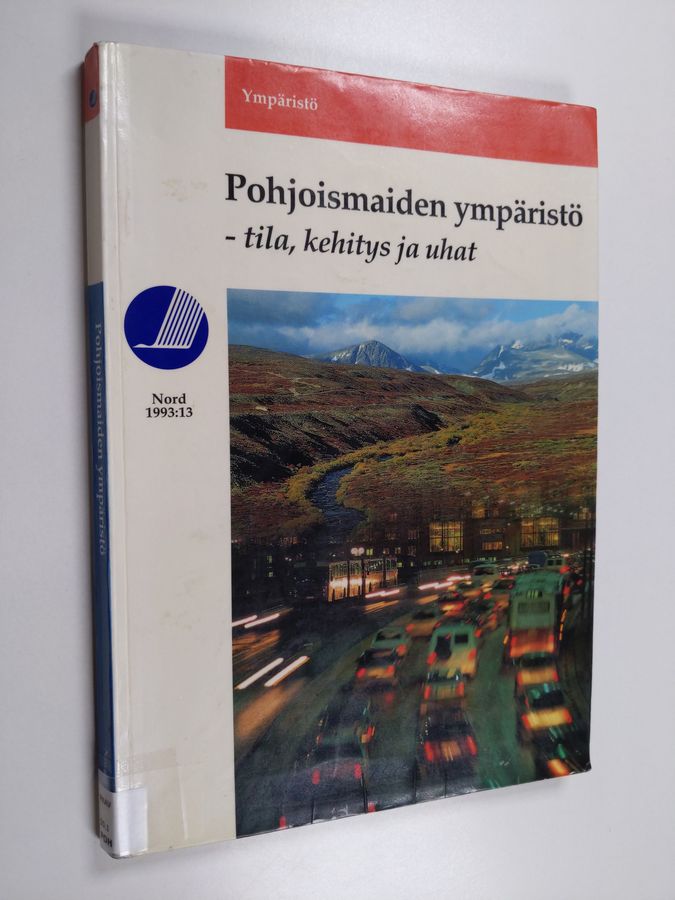 Ympäristö
Pohjoismaiden ympäristö
- tila, kehitys ja uhat
Nord
1993:13
Pohjoismaiden ympäristö